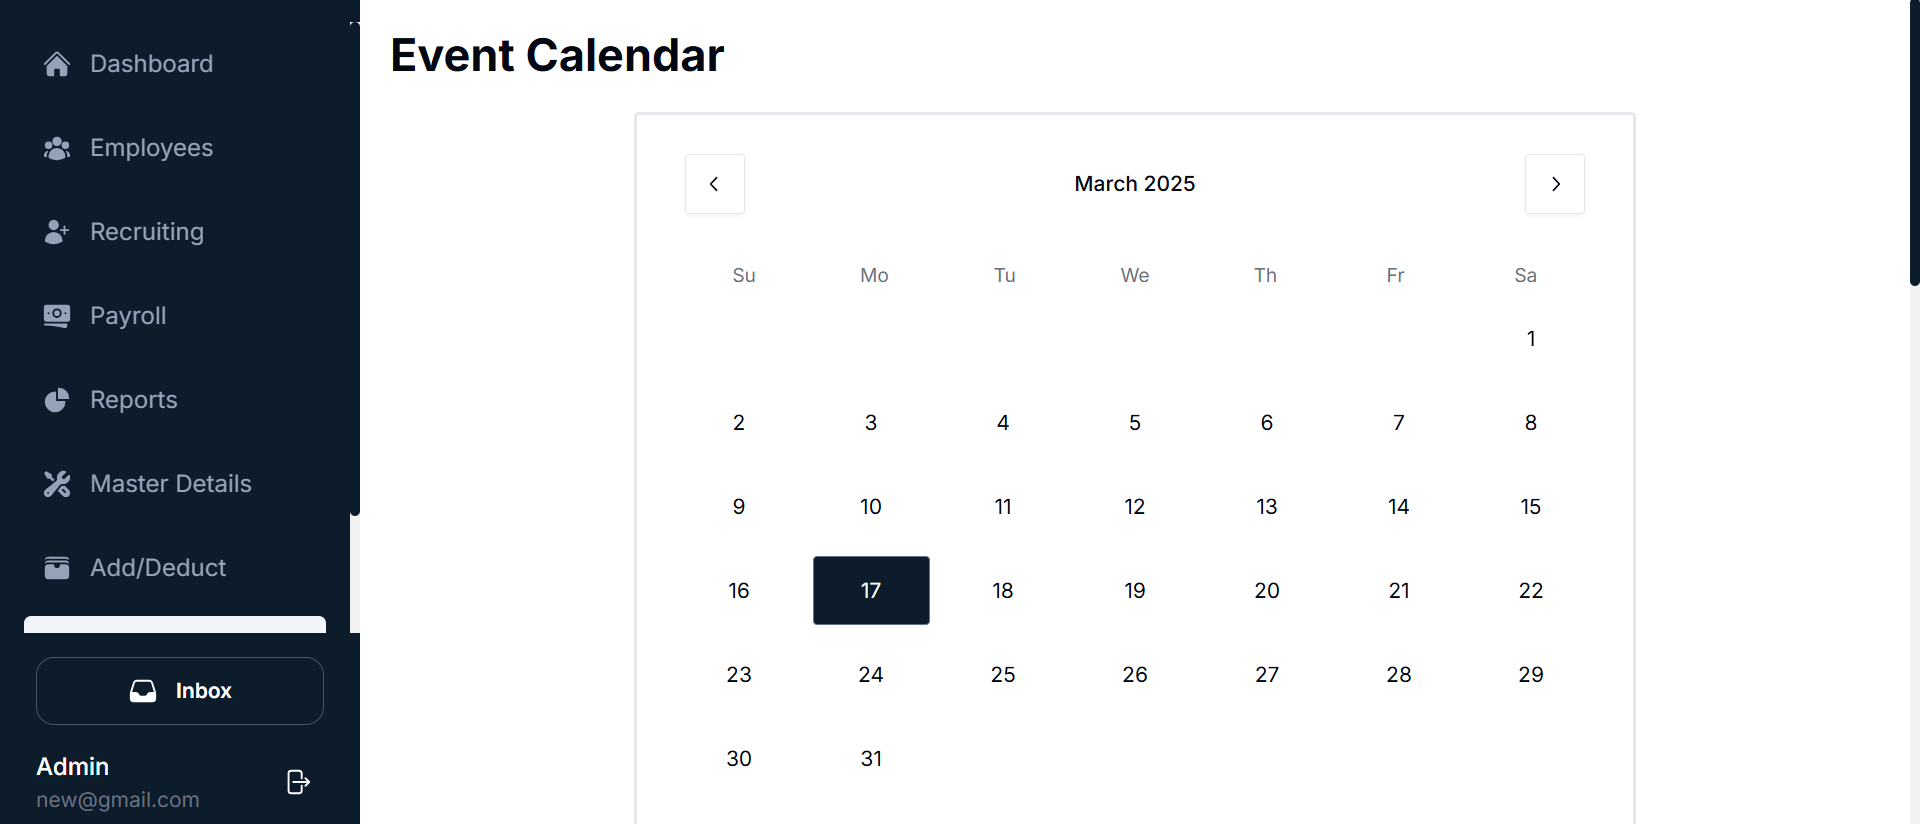 Dashboard
Employees
Recruiting
Payroll
Reports
Master Details
Add/Deduct
Inbox
Admin
new@gmail.com
Event Calendar
March 2025
Su Mo Tu We Th Fr Sa
1
2 3 4 5 6 7 8
9 10 11 12 13 14 15
16 17 18 19 20 21 22
23 24 25 26 27 28 29
30 31